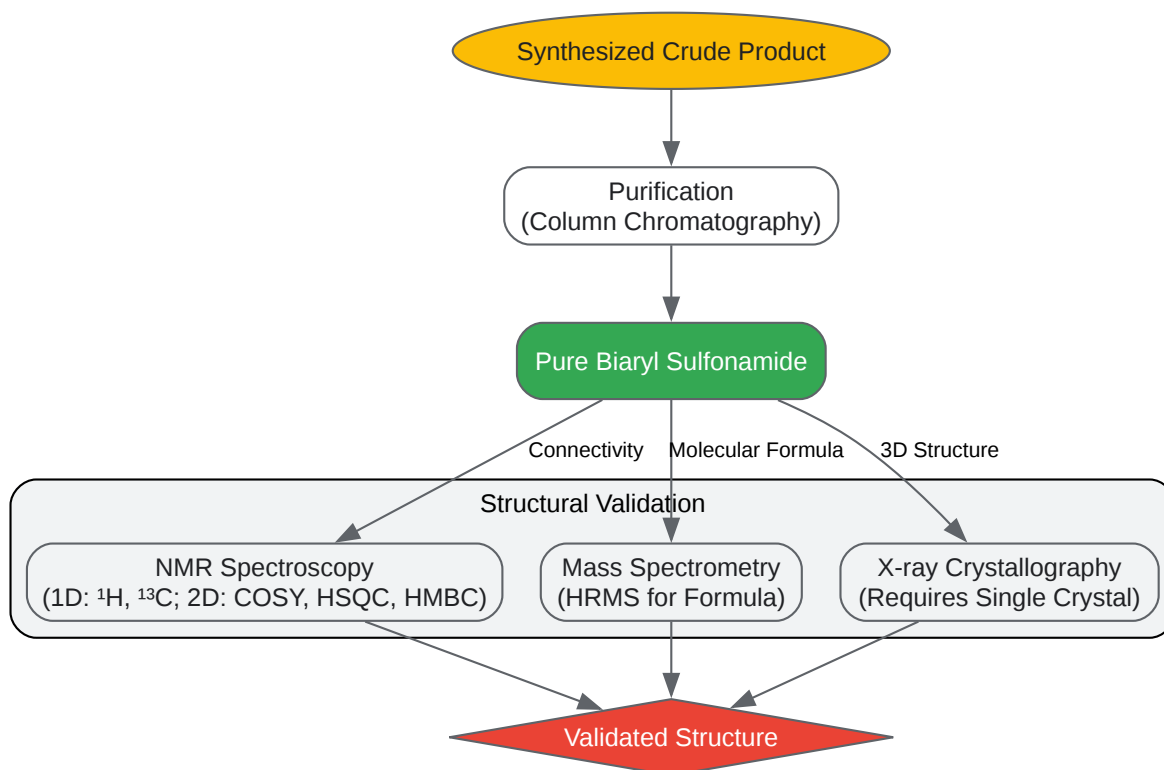 Synthesized Crude Product
Purification
(Column Chromatography)
Pure Biaryl Sulfonamide
Connectivity
Molecular Formula
3D Structure
Structural Validation
NMR Spectroscopy
(1D: ¹H, ¹³C; 2D: COSY, HSQC, HMBC)
Mass Spectrometry
(HRMS for Formula)
X-ray Crystallography
(Requires Single Crystal)
Validated Structure